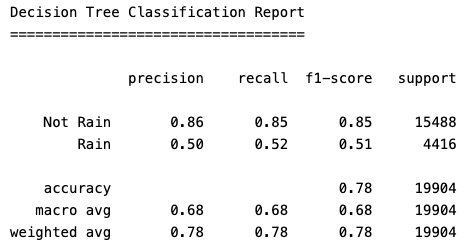 Decision Tree Classification Report
===================================
precision recall f1-score support
Not Rain 0.86 0.85 0.85 15488
Rain 0.50 0.52 0.51 4416
accuracy 0.78 19904
macro avg 0.68 0.68 0.68 19904
weighted avg 0.78 0.78 0.78 19904